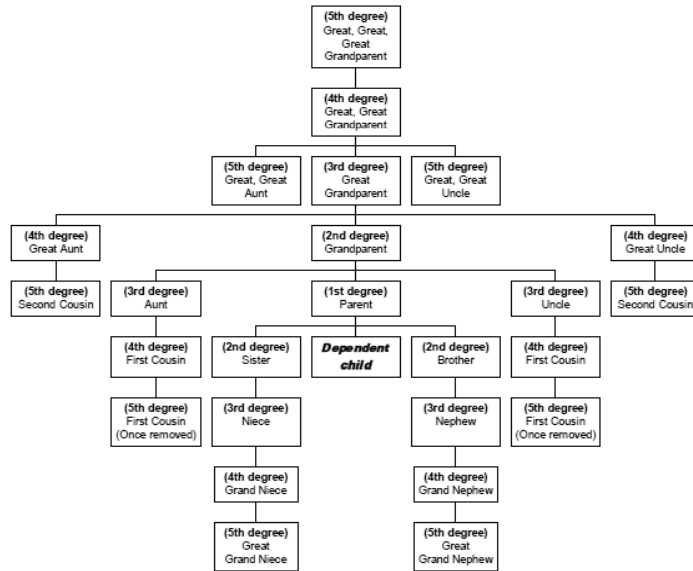 (5th degree)
Great, Great,
Great
Grandparent
(4th degree)
Great, Great
Grandparent
(5th degree)
Great, Great
Aunt
(3rd degree)
Great
Grandparent
(5th degree)
Great, Great
Uncle
(4th degree)
Great Aunt
(2nd degree)
Grandparent
(4th degree)
Great Uncle
(5th degree)
Second Cousin
(3rd degree)
Aunt
(1st degree)
Parent
(3rd degree)
Uncle
(5th degree)
Second Cousin
(4th degree)
First Cousin
(2nd degree)
Sister
Dependent
child
(2nd degree)
Brother
(4th degree)
First Cousin
(5th degree)
First Cousin
(Once removed)
(3rd degree)
Niece
(3rd degree)
Nephew
(5th degree)
First Cousin
(Once removed)
(4th degree)
Grand Niece
(4th degree)
Grand Nephew
(5th degree)
Great
Grand Niece
(5th degree)
Great
Grand Nephew